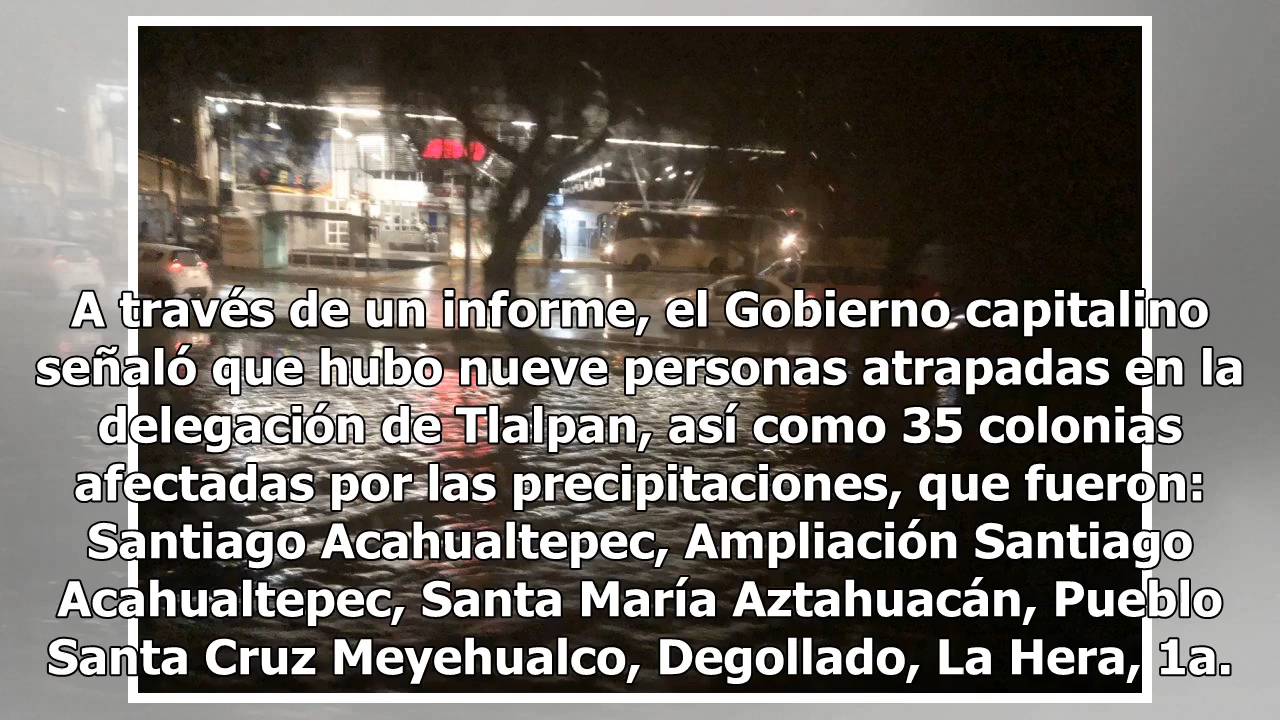 A través de un informe, el Gobierno capitalino
señaló que hubo nueve personas atrapadas en la
delegación de Tlalpan, así como 35 colonias
afectadas por las precipitaciones, que fueron:
Santiago Acahualtepec, Ampliación Santiago
Acahualtepec, Santa María Aztahuacán, Pueblo
Santa Cruz Meyehualco, Degollado, La Hera, 1a.